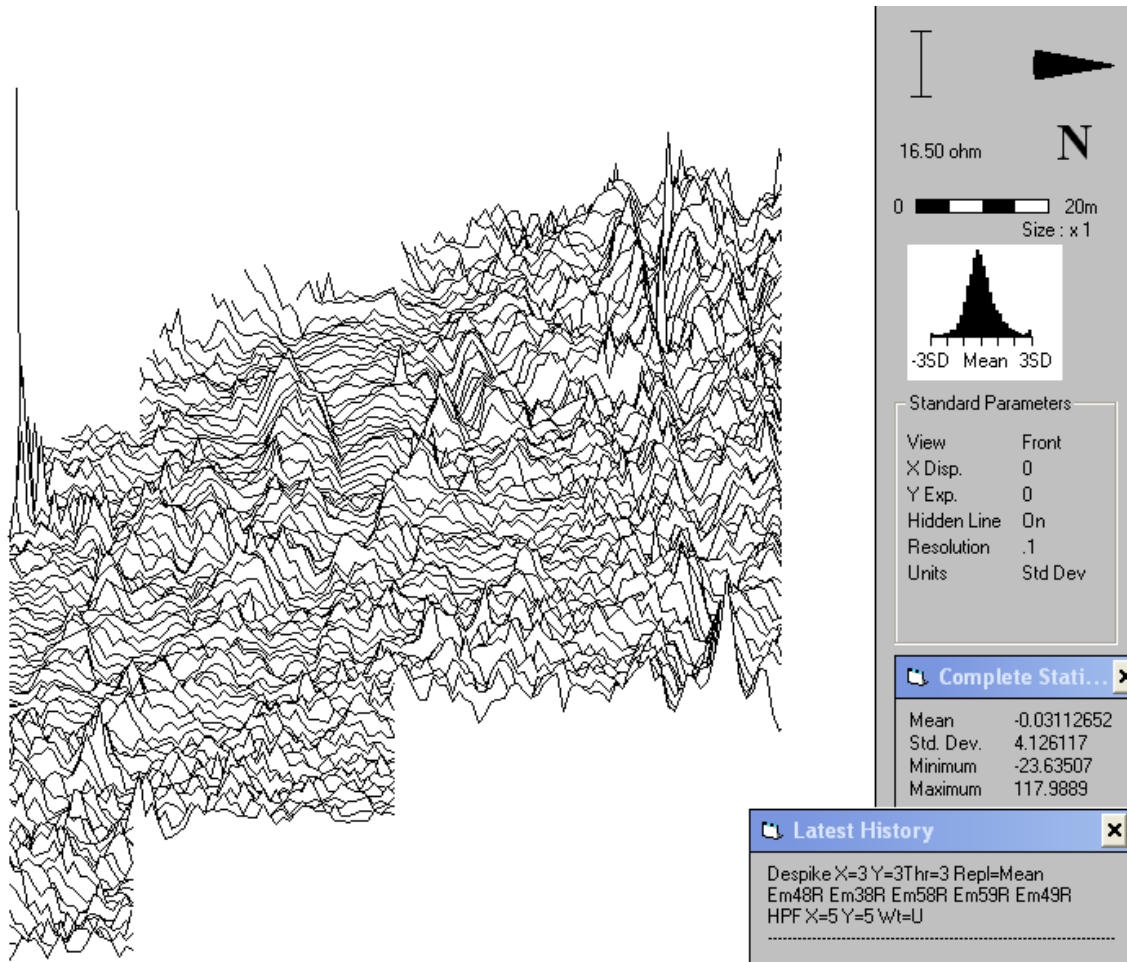 16.50 ohm
N
0 20m
Size : x 1
-3SD Mean 3SD
Standard Parameters
View Front
X Disp. 0
Y Exp. 0
Hidden Line On
Resolution .1
Units Std Dev
Complete Stati...
Mean -0.03112652
Std. Dev. 4.126117
Minimum -23.63507
Maximum 117.9889
Latest History
Despike X=3 Y=3Thr=3 Repl=Mean
Em48R Em38R Em58R Em59R Em49R
HPF X=5 Y=5 Wt=U